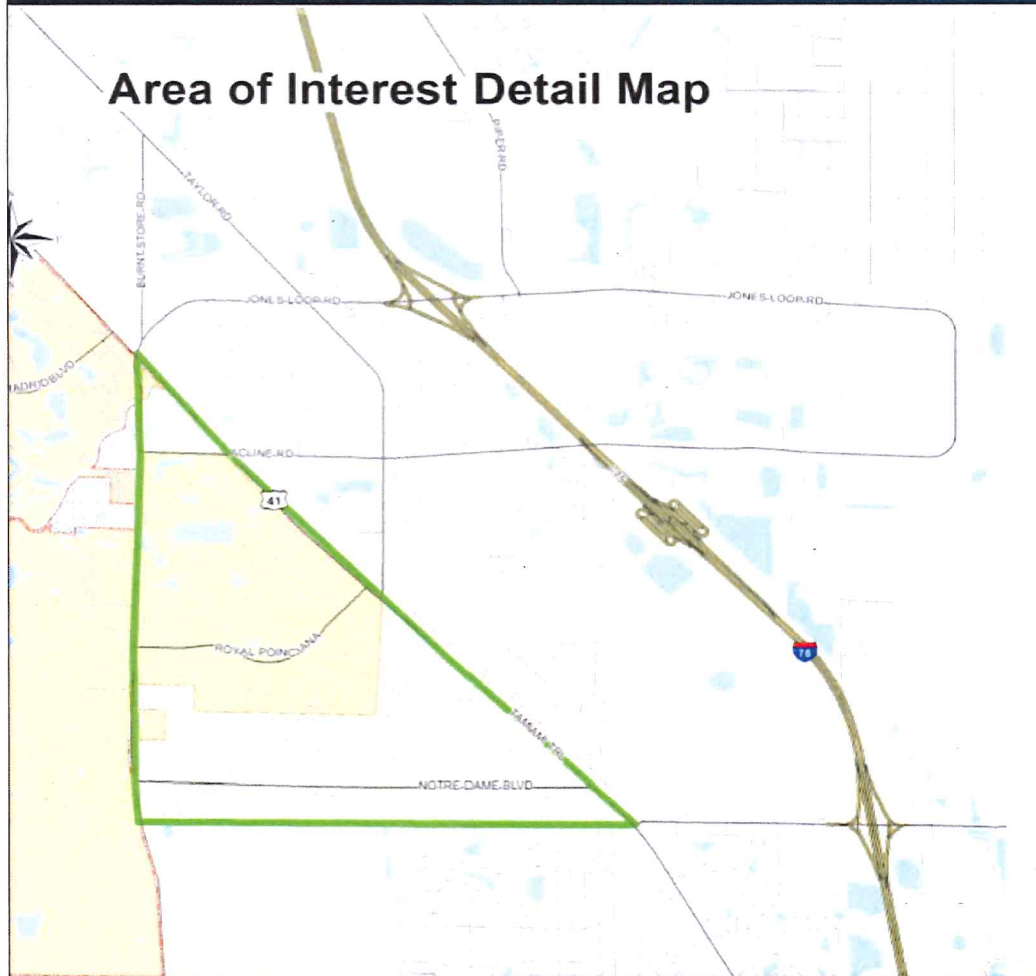 Area of Interest Detail Map
PIPER RD
TAYLOR RD
BURNT STORE RD
JONES LOOP RD
JONES LOOP RD
MADRID BLVD
ACLINE RD
41
ROYAL POINCIANA
TAMIAMI TRL
NOTRE DAME BLVD